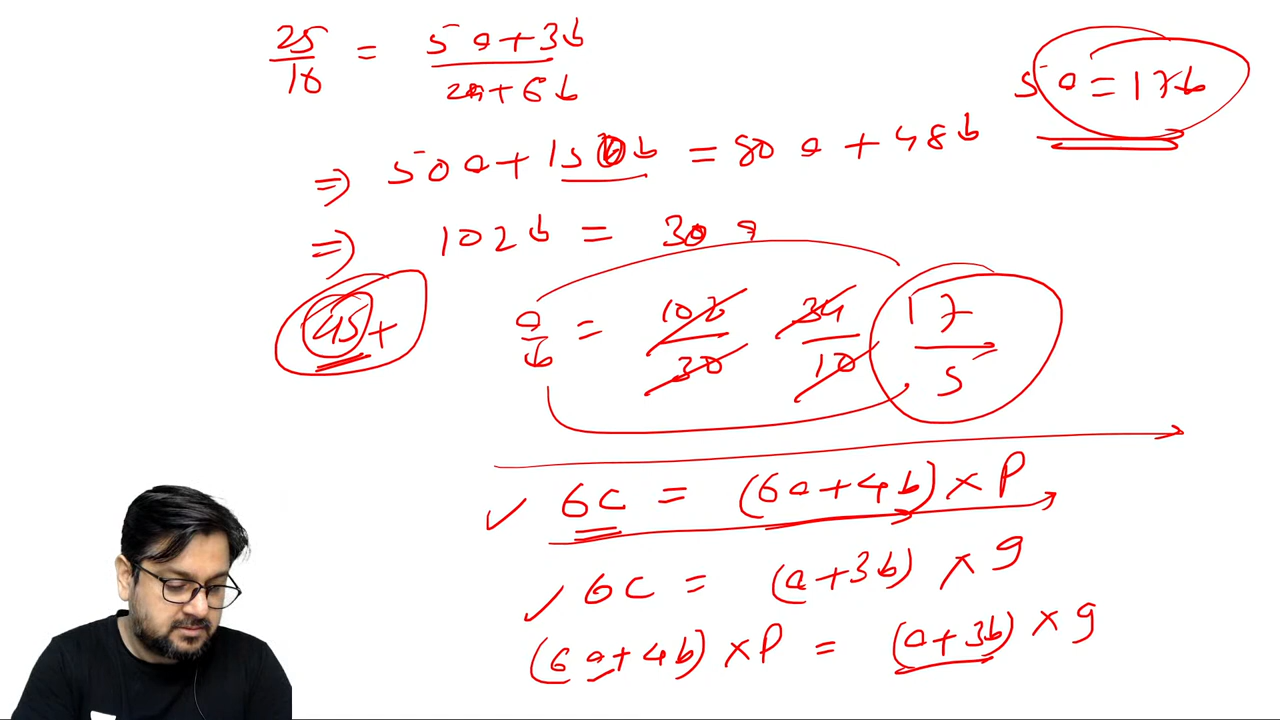 25/16 = 5a+3b/2a+6b
5a = 17b
⇒ 50a+150b = 80a+48b
⇒ 102b = 30a
45+
a/b = 102/30 34/10 17/5
✓ 6C = (6a+4b)×P
✓ 6C = (a+3b)×9
(6a+4b)×P = (a+3b)×9